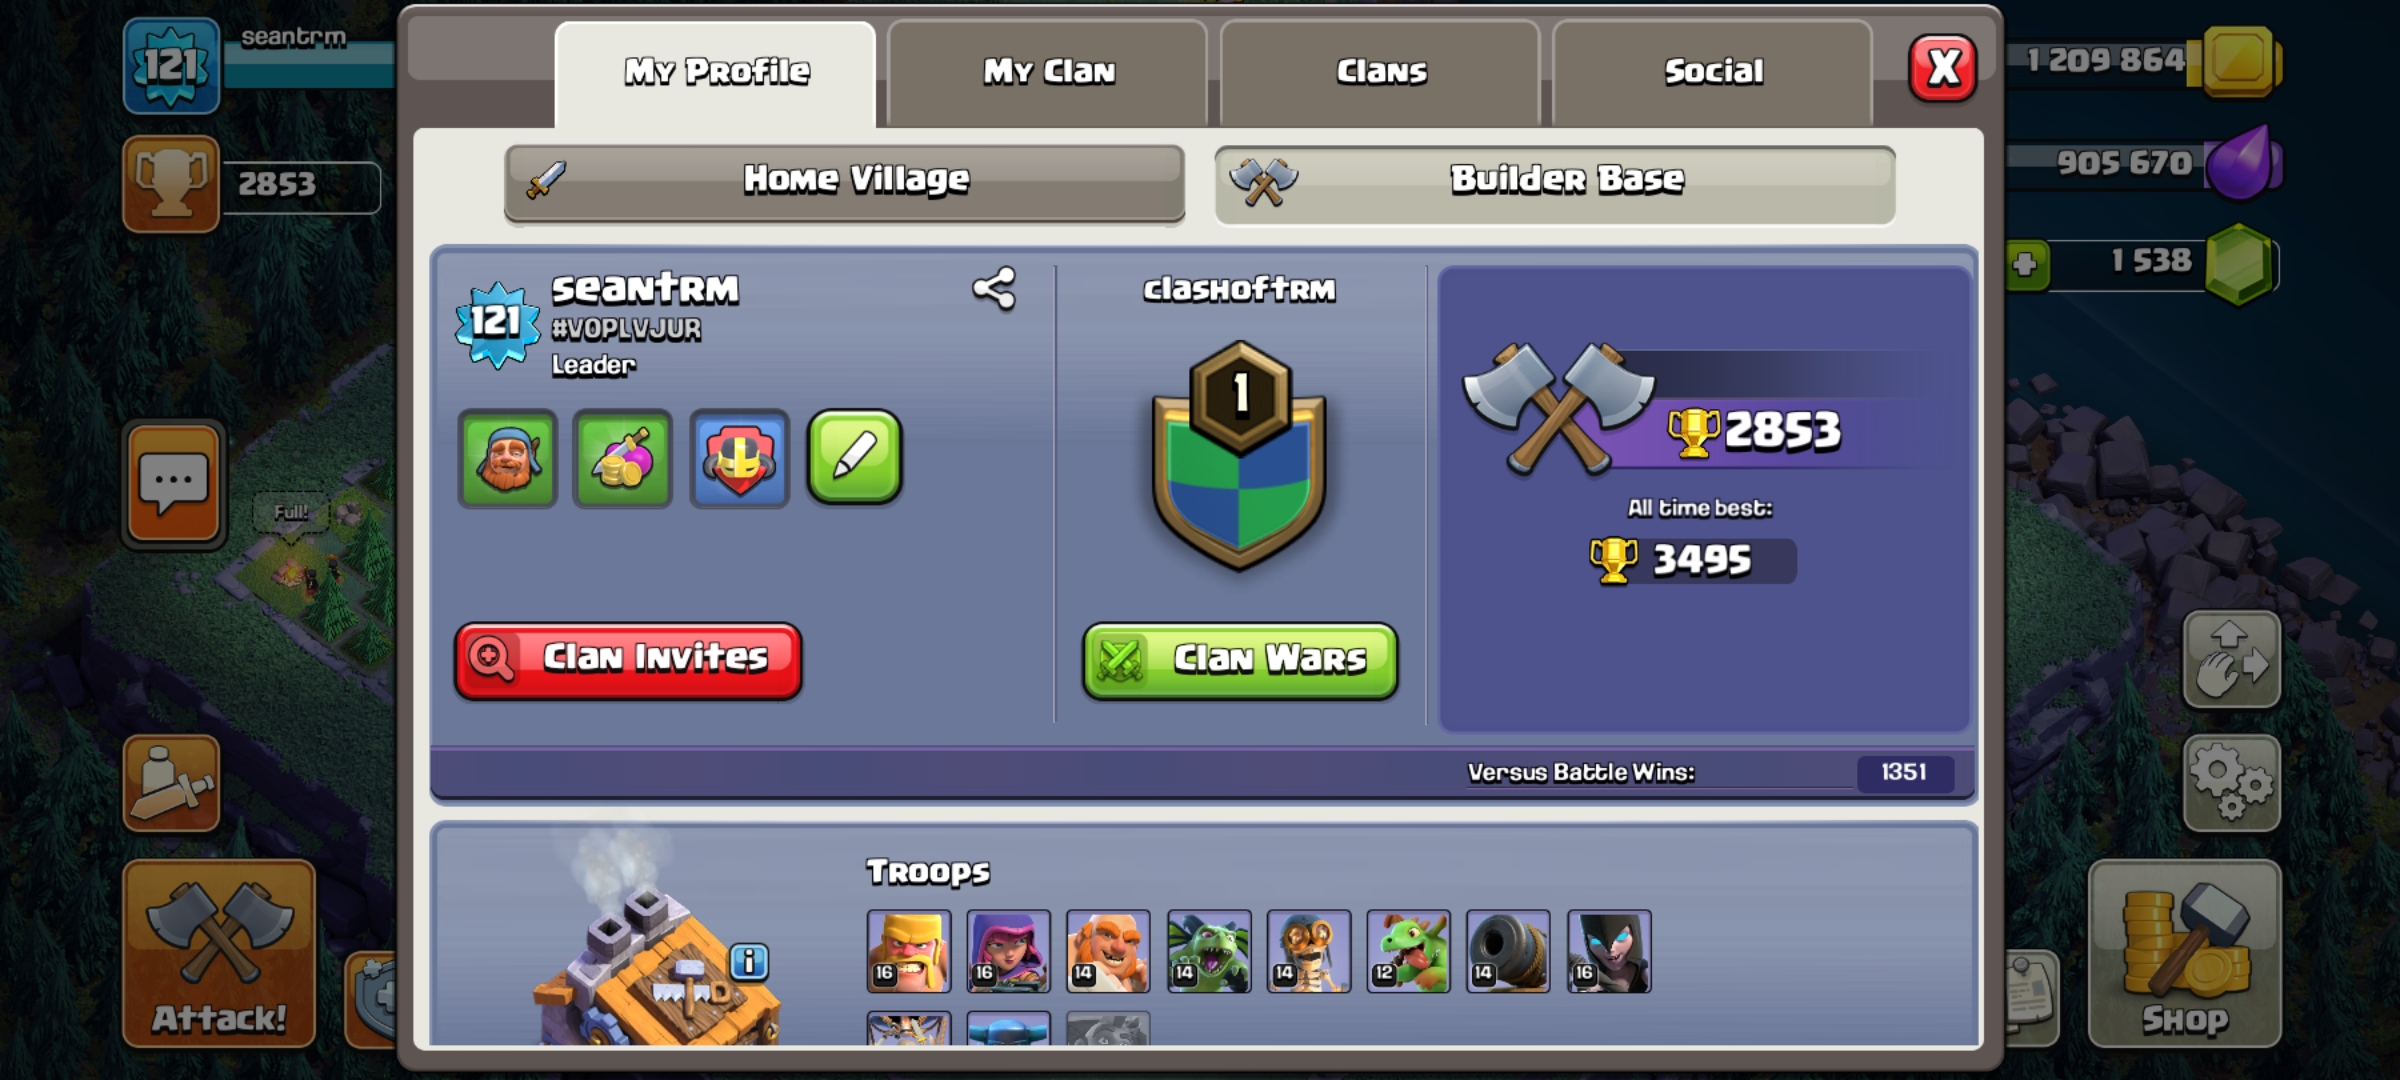 121
seantrm
2853
My Profile
My Clan
Clans
Social
X
1 209 864
905 670
1 538
Home Village
Builder Base
seantrm
121
#VOPLVJUR
Leader
clashoftrm
1
2853
All time best:
3495
Full!
Clan Invites
Clan Wars
Versus Battle Wins:
1351
Troops
16
16
14
14
14
12
14
16
i
Attack!
Shop